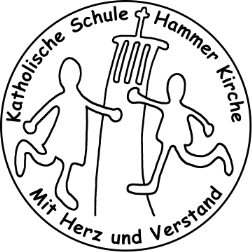 Katholische Schule Hammer Kirche
Mit Herz und Verstand